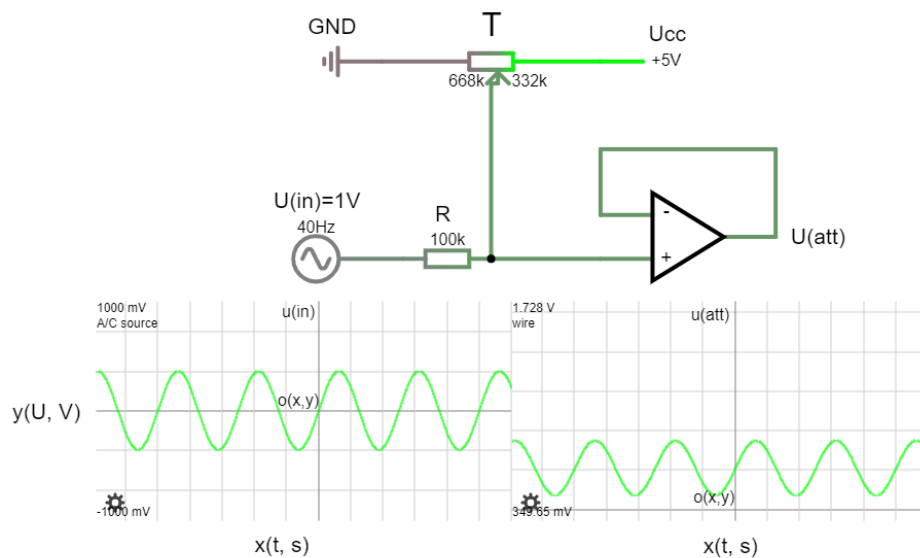 GND
T
Ucc
+5V
668k
332k
U(in)=1V
40Hz
R
100k
-
+
U(att)
1000 mV
A/C source
u(in)
o(x,y)
y(U, V)
-1000 mV
x(t, s)
1.728 V
wire
u(att)
o(x,y)
349.65 mV
x(t, s)